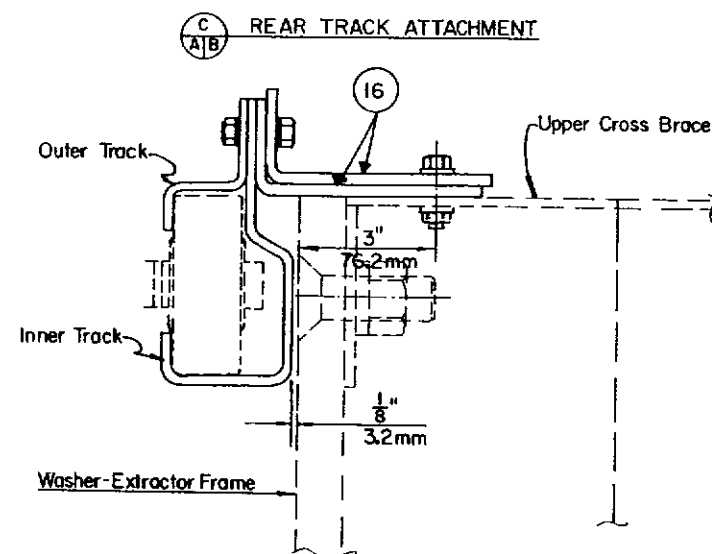 C
A B
REAR TRACK ATTACHMENT
16
Upper Cross Brace
Outer Track
3"
76.2mm
Inner Track
1/8"
3.2mm
Washer-Extractor Frame